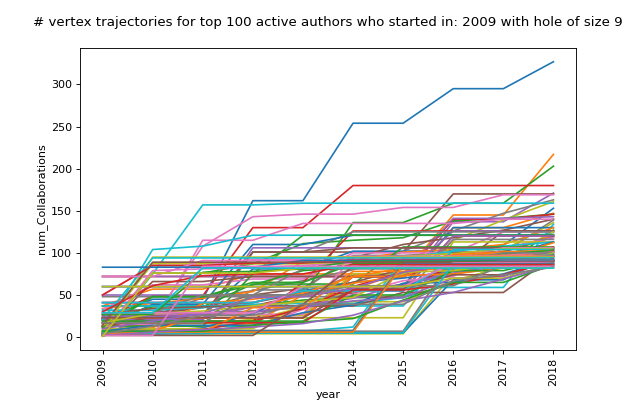 # vertex trajectories for top 100 active authors who started in: 2009 with hole of size 9
300
250
200
150
100
50
0
num_Collaborations
2009 2010 2011 2012 2013 2014 2015 2016 2017 2018
year